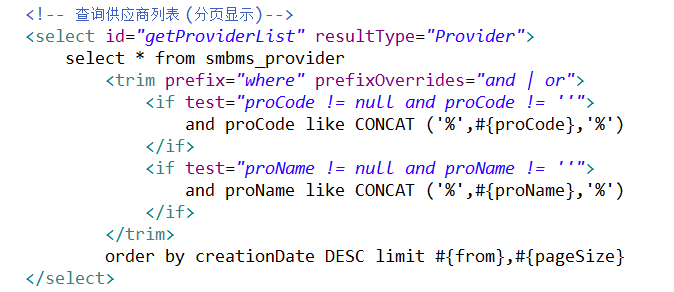 <!-- 查询供应商列表 (分页显示)-->
<select id="getProviderList" resultType="Provider">
select * from smbms_provider
<trim prefix="where" prefixOverrides="and | or">
<if test="proCode != null and proCode != ''">
and proCode like CONCAT ('%',#{proCode},'%')
</if>
<if test="proName != null and proName != ''">
and proName like CONCAT ('%',#{proName},'%')
</if>
</trim>
order by creationDate DESC limit #{from},#{pageSize}
</select>